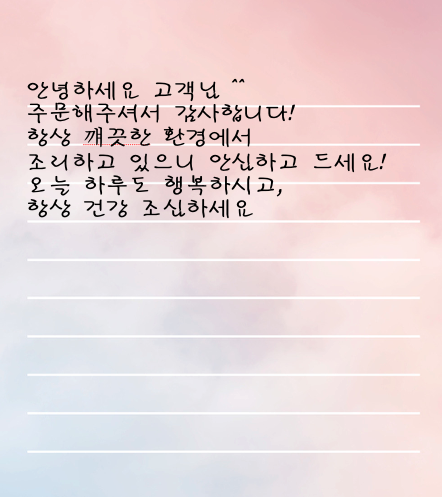 안녕하세요 고객님 ^^
주문해주셔서 감사합니다!
항상 깨끗한 환경에서
조리하고 있으니 안심하고 드세요!
오늘 하루도 행복하시고,
항상 건강 조심하세요